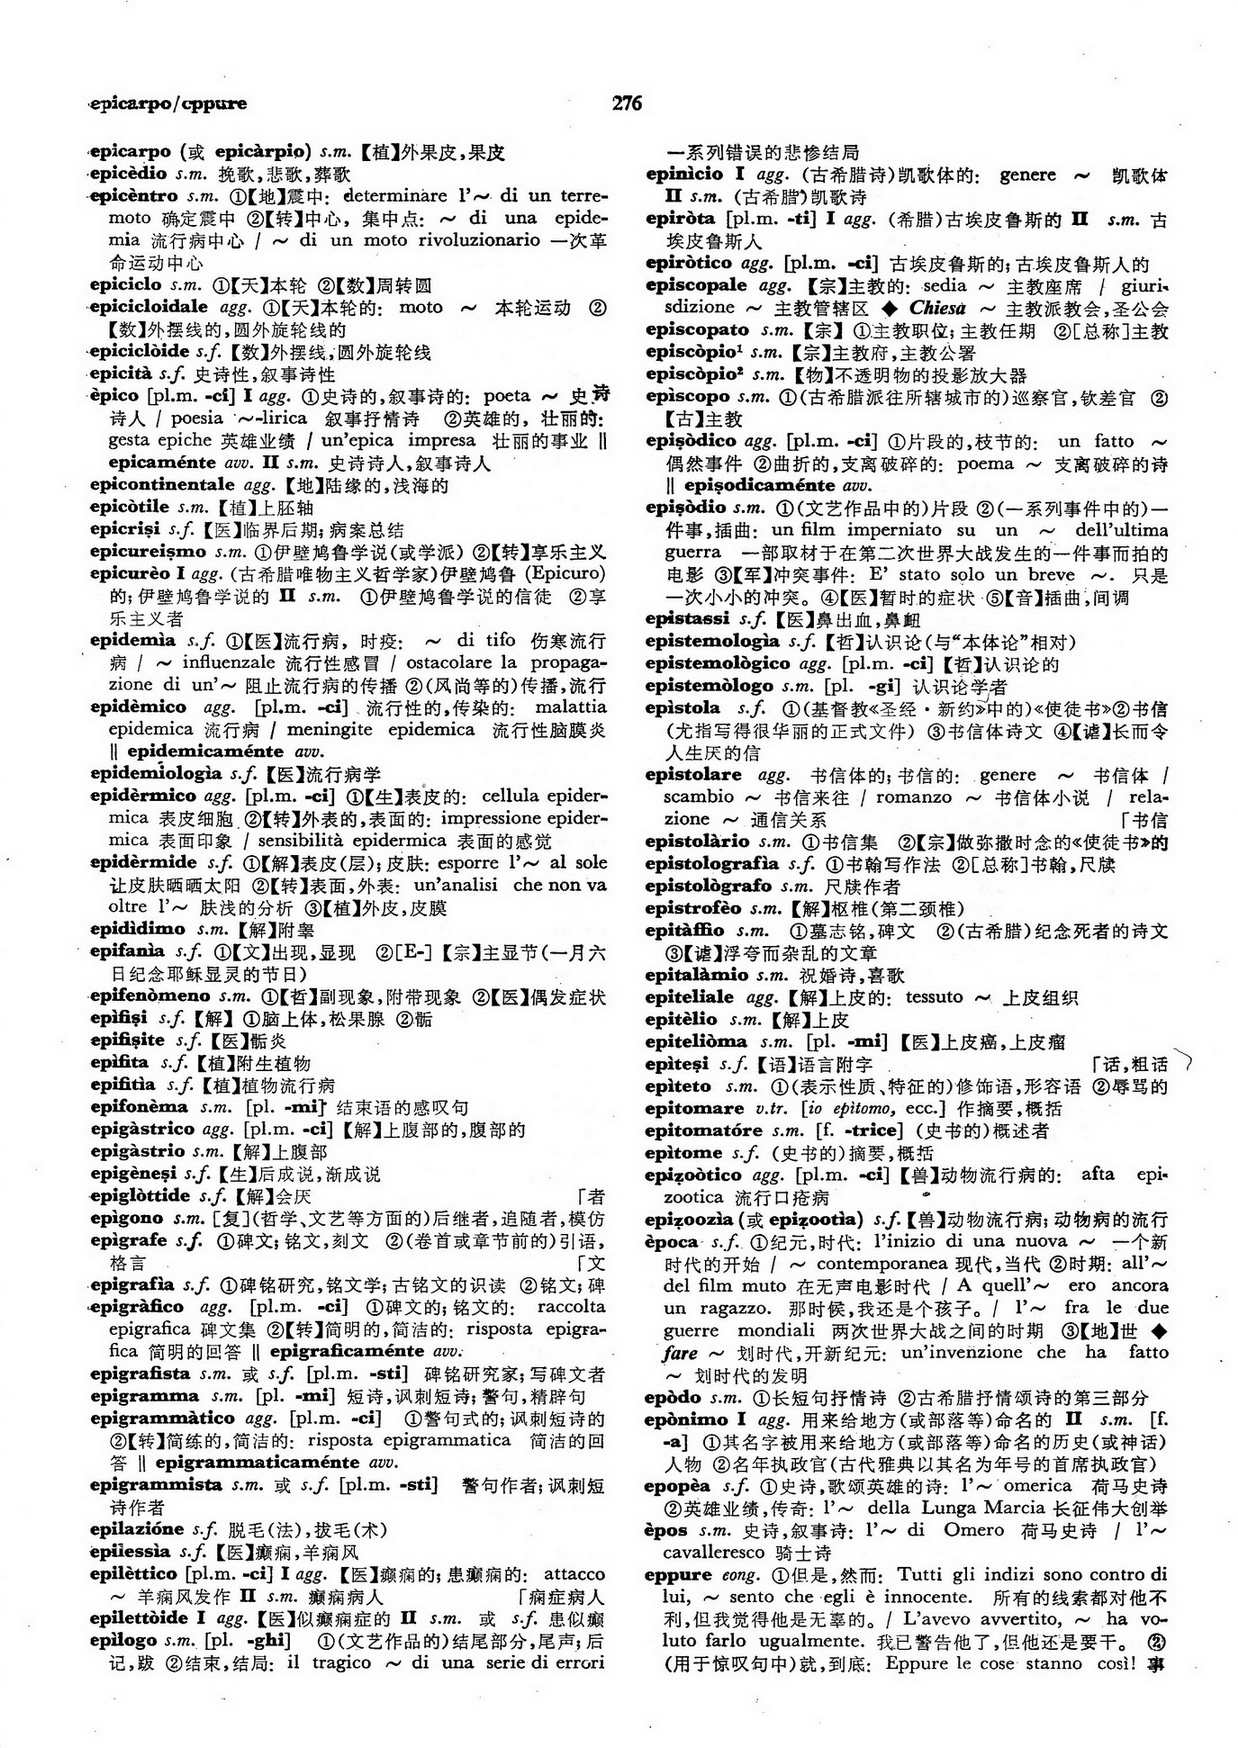 epicarpo/eppure
276
epicarpo (或 epicàrpio) s.m.【植】外果皮,果皮
epicèdio s.m. 挽歌,悲歌,葬歌
epicèntro s.m. ①【地】震中: determinare l'～ di un terre-
moto 确定震中 ②【转】中心, 集中点: ～ di una epide-
mia 流行病中心 / ～ di un moto rivoluzionario 一次革
命运动中心
epiciclo s.m. ①【天】本轮 ②【数】周转圆
epicicloidale agg. ①【天】本轮的: moto ～ 本轮运动 ②
【数】外摆线的,圆外旋轮线的
epiciclòide s.f.【数】外摆线,圆外旋轮线
epicità s.f. 史诗性,叙事诗性
èpico [pl.m. -ci] I agg. ①史诗的,叙事诗的: poeta ～ 史诗
诗人 / poesia ～-lirica 叙事抒情诗 ②英雄的, 壮丽的:
gesta epiche 英雄业绩 / un'epica impresa 壮丽的事业 ‖
epicaménte avv. II s.m. 史诗诗人,叙事诗人
epicontinentale agg.【地】陆缘的,浅海的
epicòtile s.m.【植】上胚轴
epicrisi s.f.【医】临界后期; 病案总结
epicureismo s.m. ①伊壁鸠鲁学说(或学派) ②【转】享乐主义
epicurèo I agg. (古希腊唯物主义哲学家)伊壁鸠鲁 (Epicuro)
的; 伊壁鸠鲁学说的 II s.m. ①伊壁鸠鲁学说的信徒 ②享
乐主义者
epidemìa s.f. ①【医】流行病, 时疫: ～ di tifo 伤寒流行
病 / ～ influenzale 流行性感冒 / ostacolare la propaga-
zione di un'～ 阻止流行病的传播 ②(风尚等的)传播,流行
epidèmico agg. [pl.m. -ci] 流行性的,传染的: malattia
epidemica 流行病 / meningite epidemica 流行性脑膜炎
‖ epidemicaménte avv.
epidemiologìa s.f.【医】流行病学
epidèrmico agg. [pl.m. -ci] ①【生】表皮的: cellula epider-
mica 表皮细胞 ②【转】外表的,表面的: impressione epider-
mica 表面印象 / sensibilità epidermica 表面的感觉
epidèrmide s.f. ①【解】表皮(层); 皮肤: esporre l'～ al sole
让皮肤晒晒太阳 ②【转】表面,外表: un'analisi che non va
oltre l'～ 肤浅的分析 ③【植】外皮,皮膜
epidìdimo s.m.【解】附睾
epifanìa s.f. ①【文】出现,显现 ②[E-]【宗】主显节(一月六
日纪念耶稣显灵的节日)
epifenòmeno s.m. ①【哲】副现象,附带现象 ②【医】偶发症状
epìfisi s.f.【解】①脑上体,松果腺 ②骺
epifisite s.f.【医】骺炎
epìfita s.f.【植】附生植物
epifitìa s.f.【植】植物流行病
epifonèma s.m. [pl. -mi] 结束语的感叹句
epigàstrico agg. [pl.m. -ci]【解】上腹部的,腹部的
epigàstrio s.m.【解】上腹部
epigènesi s.f.【生】后成说,渐成说
epiglòttide s.f.【解】会厌 「者
epìgono s.m. [复](哲学、文艺等方面的)后继者,追随者,模仿
epìgrafe s.f. ①碑文; 铭文,刻文 ②(卷首或章节前的)引语,
格言 「文
epigrafìa s.f. ①碑铭研究,铭文学; 古铭文的识读 ②铭文; 碑
epigràfico agg. [pl.m. -ci] ①碑文的; 铭文的: raccolta
epigrafica 碑文集 ②【转】简明的,简洁的: risposta epigra-
fica 简明的回答 ‖ epigraficaménte avv.
epigrafista s.m. 或 s.f. [pl.m. -sti] 碑铭研究家; 写碑文者
epigramma s.m. [pl. -mi] 短诗,讽刺短诗; 警句,精辟句
epigrammàtico agg. [pl.m. -ci] ①警句式的; 讽刺短诗的
②【转】简练的,简洁的: risposta epigrammatica 简洁的回
答 ‖ epigrammaticaménte avv.
epigrammista s.m. 或 s.f. [pl.m. -sti] 警句作者; 讽刺短
诗作者
epilazióne s.f. 脱毛(法),拔毛(术)
epilessìa s.f.【医】癫痫,羊痫风
epilèttico [pl.m. -ci] I agg.【医】癫痫的; 患癫痫的: attacco
～ 羊痫风发作 II s.m. 癫痫病人 「痫症病人
epilettòide I agg.【医】似癫痫症的 II s.m. 或 s.f. 患似癫
epìlogo s.m. [pl. -ghi] ①(文艺作品的)结尾部分,尾声; 后
记,跋 ②结束,结局: il tragico ～ di una serie di errori
一系列错误的悲惨结局
epinìcio I agg. (古希腊诗)凯歌体的: genere ～ 凯歌体
II s.m. (古希腊)凯歌诗
epiròta [pl.m. -ti] I agg. (希腊)古埃皮鲁斯的 II s.m. 古
埃皮鲁斯人
epiròtico agg. [pl.m. -ci] 古埃皮鲁斯的; 古埃皮鲁斯人的
episcopale agg.【宗】主教的: sedia ～ 主教座席 / giuri-
sdizione ～ 主教管辖区 ◆ Chiesa ～ 主教派教会,圣公会
episcopato s.m.【宗】①主教职位; 主教任期 ②[总称]主教
episcòpio¹ s.m.【宗】主教府,主教公署
episcòpio² s.m.【物】不透明物的投影放大器
epìscopo s.m. ①(古希腊派往所辖城市的)巡察官,钦差官 ②
【古】主教
episòdico agg. [pl.m. -ci] ①片段的,枝节的: un fatto ～
偶然事件 ②曲折的,支离破碎的: poema ～ 支离破碎的诗
‖ episodicaménte avv.
episòdio s.m. ①(文艺作品中的)片段 ②(一系列事件中的)一
件事,插曲: un film imperniato su un ～ dell'ultima
guerra 一部取材于在第二次世界大战发生的一件事而拍的
电影 ③【军】冲突事件: E' stato solo un breve ～. 只是
一次小小的冲突。④【医】暂时的症状 ⑤【音】插曲,间调
epistassi s.f.【医】鼻出血,鼻衄
epistemologìa s.f.【哲】认识论(与“本体论”相对)
epistemològico agg. [pl.m. -ci]【哲】认识论的
epistemòlogo s.m. [pl. -gi] 认识论学者
epìstola s.f. ①(基督教《圣经·新约》中的)《使徒书》②书信
(尤指写得很华丽的正式文件) ③书信体诗文 ④【谑】长而令
人生厌的信
epistolare agg. 书信体的; 书信的: genere ～ 书信体 /
scambio ～ 书信来往 / romanzo ～ 书信体小说 / rela-
zione ～ 通信关系 「书信
epistolàrio s.m. ①书信集 ②【宗】做弥撒时念的《使徒书》的
epistolografìa s.f. ①书翰写作法 ②[总称]书翰,尺牍
epistològrafo s.m. 尺牍作者
epistrofèo s.m.【解】枢椎(第二颈椎)
epitàffio s.m. ①墓志铭,碑文 ②(古希腊)纪念死者的诗文
③【谑】浮夸而杂乱的文章
epitalàmio s.m. 祝婚诗,喜歌
epiteliale agg.【解】上皮的: tessuto ～ 上皮组织
epitèlio s.m.【解】上皮
epiteliòma s.m. [pl. -mi]【医】上皮癌,上皮瘤
epìtesi s.f.【语】语言附字 「话,粗话
epìteto s.m. ①(表示性质、特征的)修饰语,形容语 ②辱骂的
epitomare v.tr. [io epìtomo, ecc.] 作摘要,概括
epitomatóre s.m. [f. -trice] (史书的)概述者
epìtome s.f. (史书的)摘要,概括
epizoòtico agg. [pl.m. -ci]【兽】动物流行病的: afta epi-
zootica 流行口疮病
epizoozìa (或 epizootìa) s.f.【兽】动物流行病; 动物病的流行
època s.f. ①纪元,时代: l'inizio di una nuova ～ 一个新
时代的开始 / ～ contemporanea 现代,当代 ②时期: all'～
del film muto 在无声电影时代 / A quell'～ ero ancora
un ragazzo. 那时侯,我还是个孩子。/ l'～ fra le due
guerre mondiali 两次世界大战之间的时期 ③【地】世 ◆
fare ～ 划时代,开新纪元: un'invenzione che ha fatto
～ 划时代的发明
epòdo s.m. ①长短句抒情诗 ②古希腊抒情颂诗的第三部分
epònimo I agg. 用来给地方(或部落等)命名的 II s.m. [f.
-a] ①其名字被用来给地方(或部落等)命名的历史(或神话)
人物 ②名年执政官(古代雅典以其名为年号的首席执政官)
epopèa s.f. ①史诗,歌颂英雄的诗: l'～ omerica 荷马史诗
②英雄业绩,传奇: l'～ della Lunga Marcia 长征伟大创举
èpos s.m. 史诗,叙事诗: l'～ di Omero 荷马史诗 / l'～
cavalleresco 骑士诗
eppure cong. ①但是,然而: Tutti gli indizi sono contro di
lui, ～ sento che egli è innocente. 所有的线索都对他不
利,但我觉得他是无辜的。/ L'avevo avvertito, ～ ha vo-
luto farlo ugualmente. 我已警告他了,但他还是要干。 ②
(用于惊叹句中)就,到底: Eppure le cose stanno così! 事